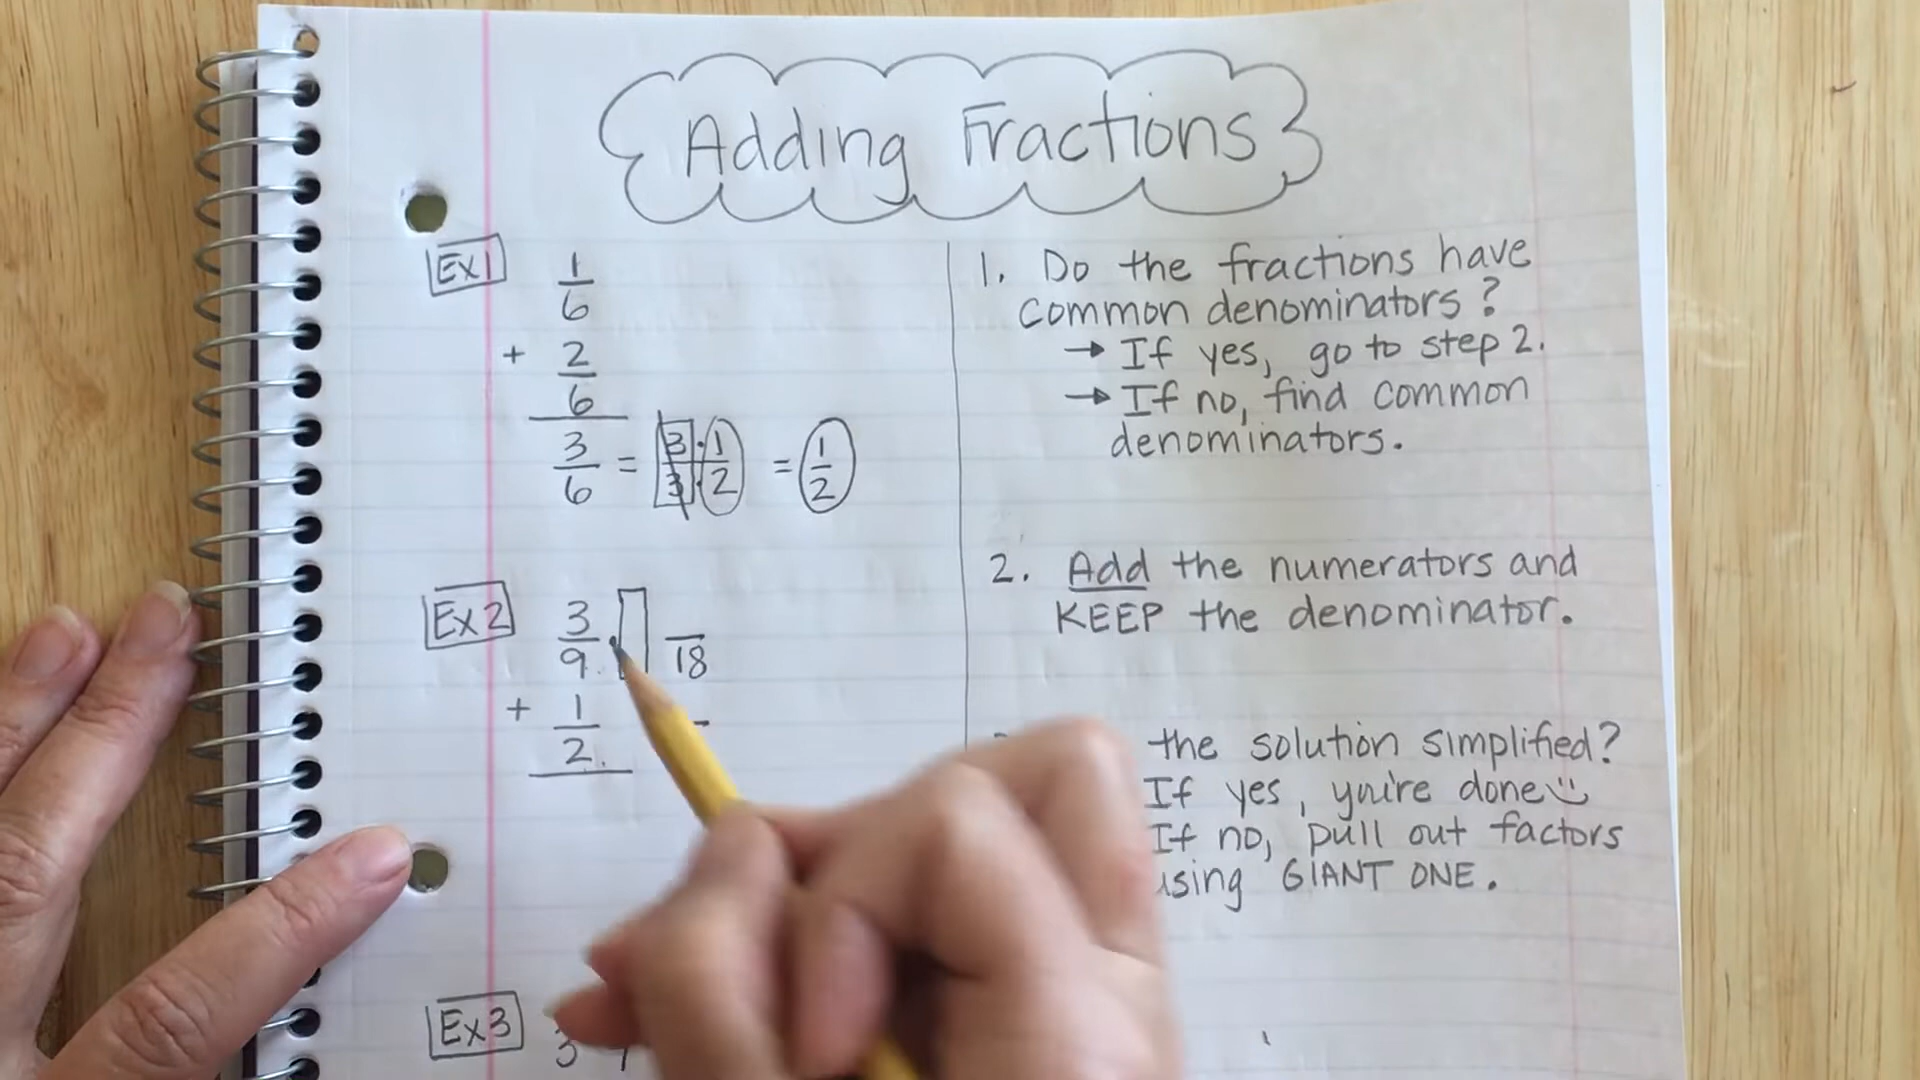 Adding Fractions
Ex1
1/6
+ 2/6
3/6 = 3/3 · 1/2 = 1/2
Ex2
3/9 · /18
+ 1/2
Ex3
3
1. Do the fractions have
common denominators?
→ If yes, go to step 2.
→ If no, find common
denominators.
2. Add the numerators and
KEEP the denominator.
the solution simplified?
If yes, you're done
If no, pull out factors
using GIANT ONE.